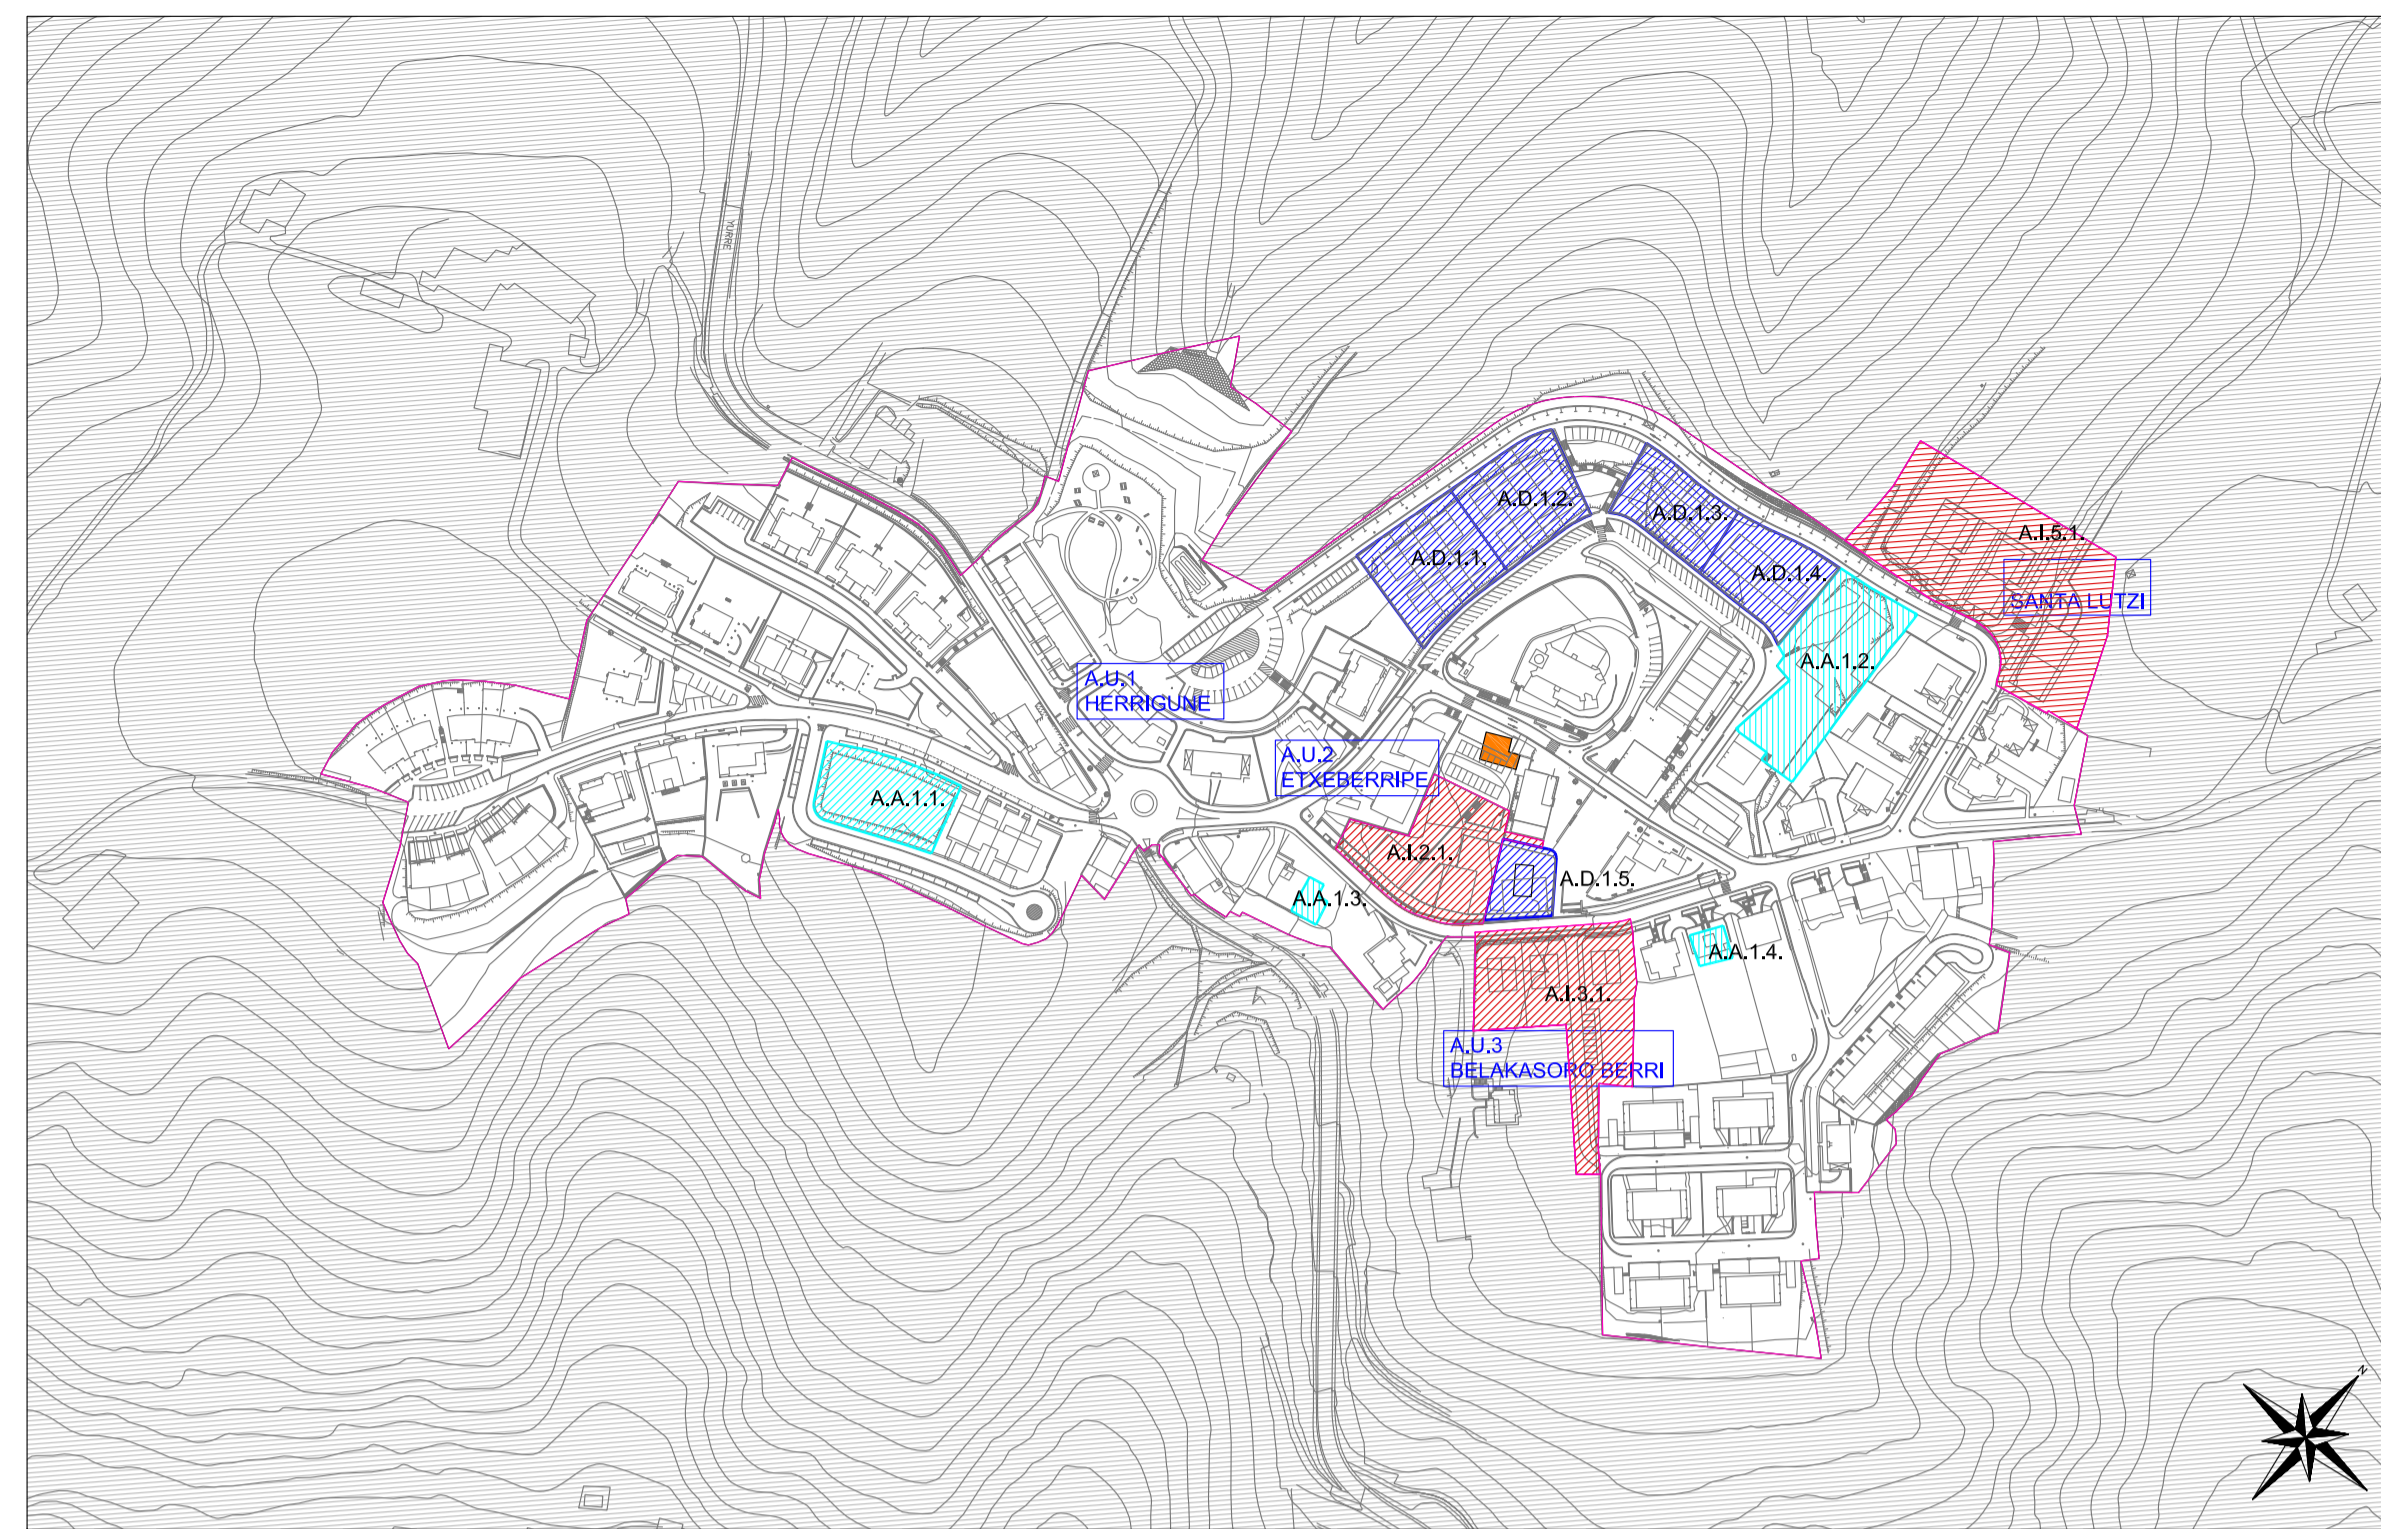 YURRE
A.D.1.2.
A.D.1.3.
A.D.1.1.
A.D.1.4.
A.I.5.1.
SANTA LUTZI
A.A.1.2.
A.U.1
HERRIGUNE
A.U.2
ETXEBERRIPE
A.A.1.1.
A.I.2.1.
A.D.1.5.
A.A.1.3.
A.A.1.4.
A.I.3.1.
A.U.3
BELAKASORO BERRI
N